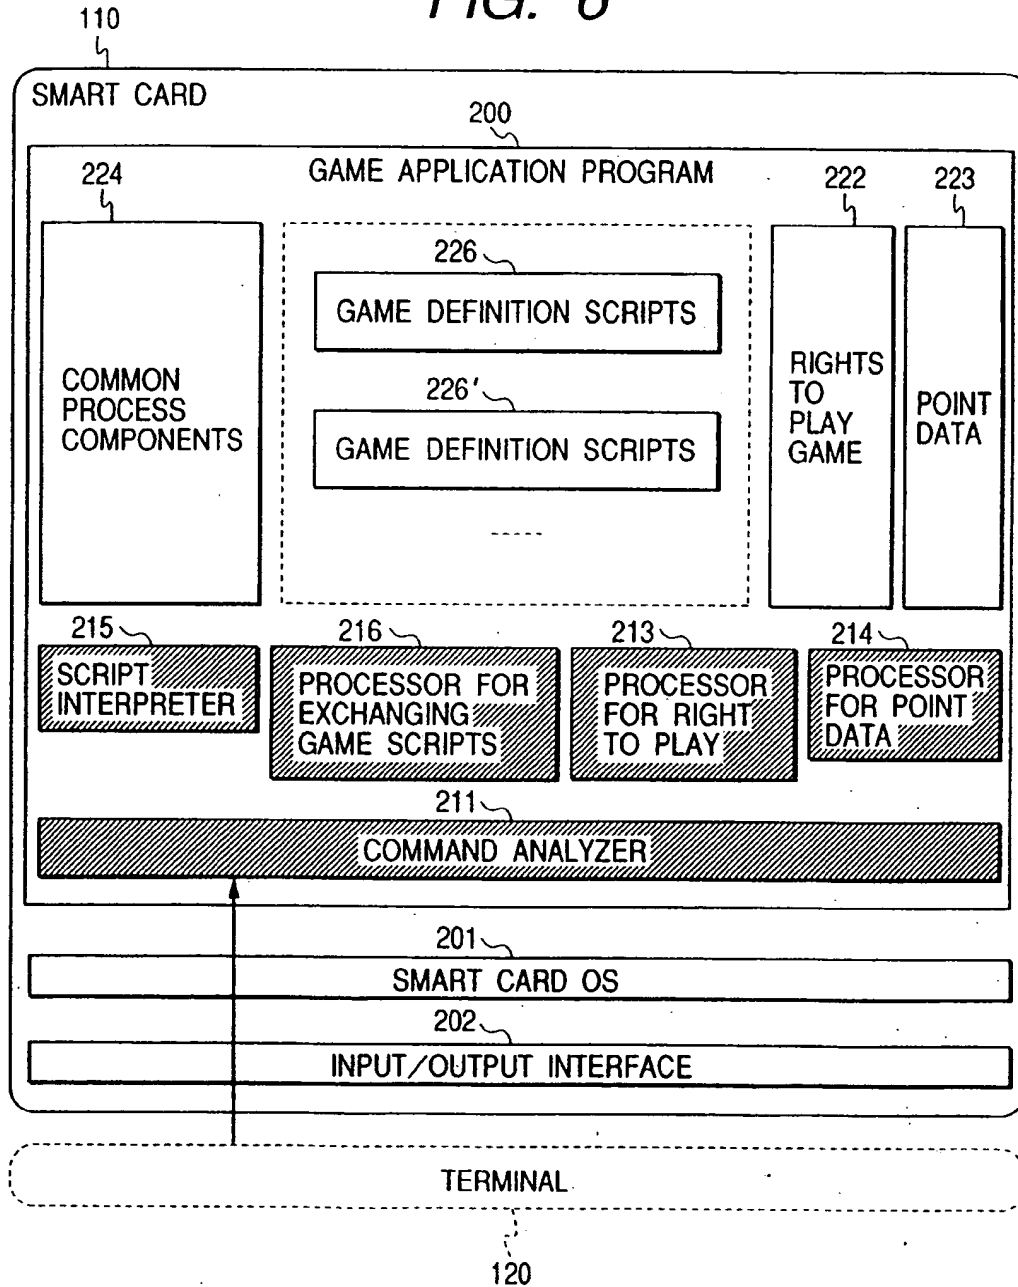 FIG. 6
110
SMART CARD
200
GAME APPLICATION PROGRAM
224
222
223
COMMON
PROCESS
COMPONENTS
226
GAME DEFINITION SCRIPTS
226'
GAME DEFINITION SCRIPTS
RIGHTS
TO
PLAY
GAME
POINT
DATA
215
SCRIPT
INTERPRETER
216
PROCESSOR FOR
EXCHANGING
GAME SCRIPTS
213
PROCESSOR
FOR RIGHT
TO PLAY
214
PROCESSOR
FOR POINT
DATA
211
COMMAND ANALYZER
201
SMART CARD OS
202
INPUT/OUTPUT INTERFACE
TERMINAL
120